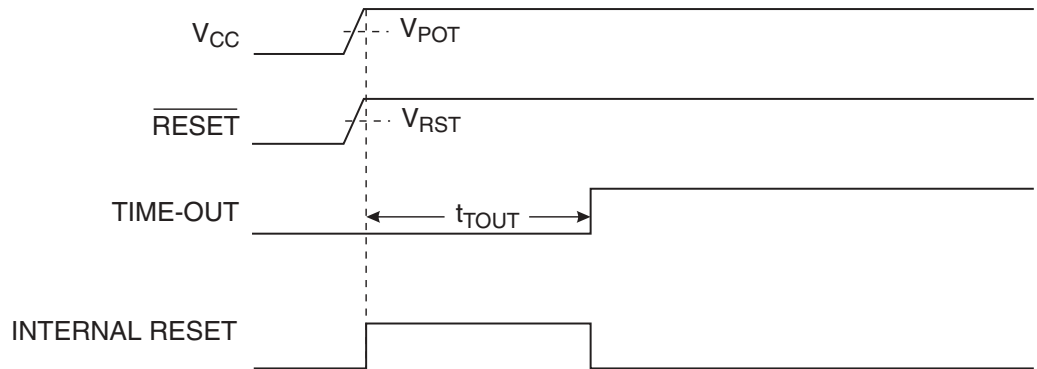 VCC
VPOT
RESET
VRST
TIME-OUT
tTOUT
INTERNAL RESET